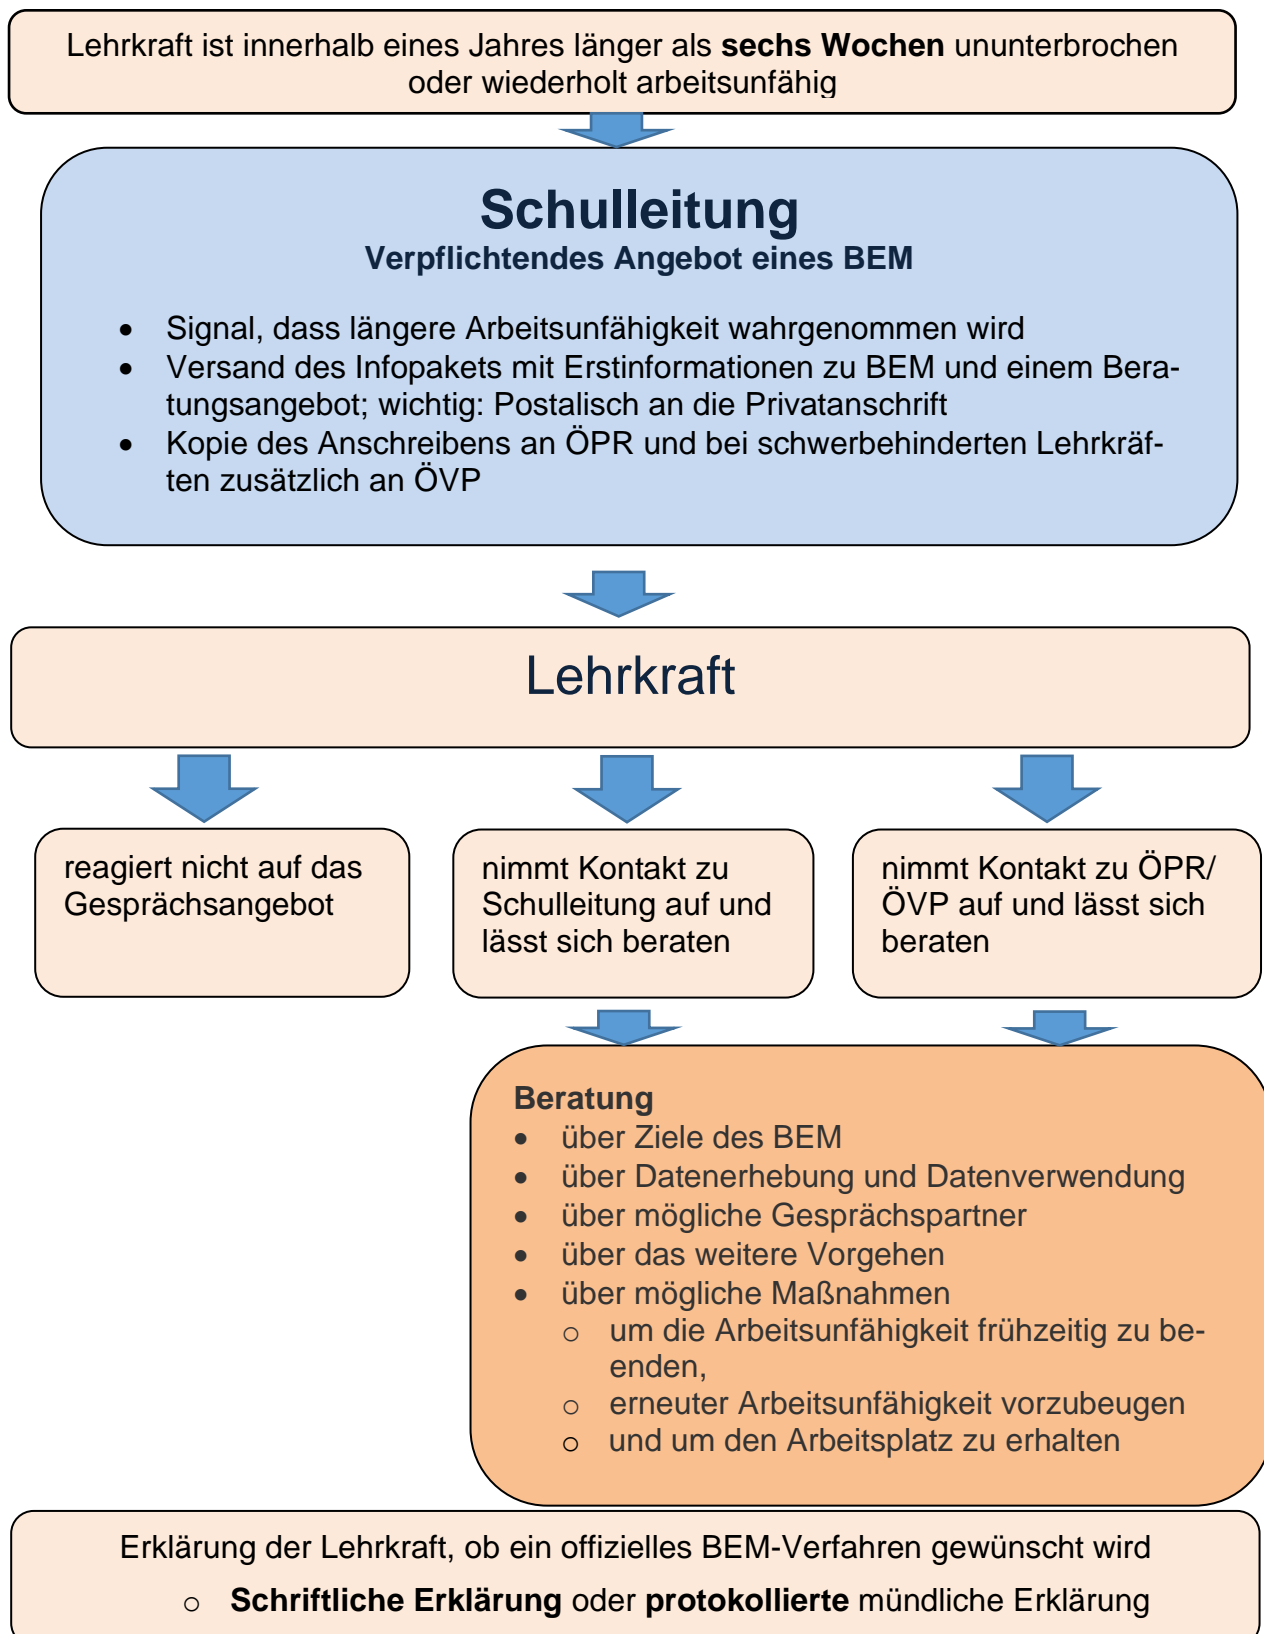 Lehrkraft ist innerhalb eines Jahres länger als sechs Wochen ununterbrochen
oder wiederholt arbeitsunfähig
Schulleitung
Verpflichtendes Angebot eines BEM
• Signal, dass längere Arbeitsunfähigkeit wahrgenommen wird
• Versand des Infopakets mit Erstinformationen zu BEM und einem Bera-
tungsangebot; wichtig: Postalisch an die Privatanschrift
• Kopie des Anschreibens an ÖPR und bei schwerbehinderten Lehrkräf-
ten zusätzlich an ÖVP
Lehrkraft
reagiert nicht auf das
Gesprächsangebot
nimmt Kontakt zu
Schulleitung auf und
lässt sich beraten
nimmt Kontakt zu ÖPR/
ÖVP auf und lässt sich
beraten
Beratung
• über Ziele des BEM
• über Datenerhebung und Datenverwendung
• über mögliche Gesprächspartner
• über das weitere Vorgehen
• über mögliche Maßnahmen
○ um die Arbeitsunfähigkeit frühzeitig zu be-
enden,
○ erneuter Arbeitsunfähigkeit vorzubeugen
○ und um den Arbeitsplatz zu erhalten
Erklärung der Lehrkraft, ob ein offizielles BEM-Verfahren gewünscht wird
○ Schriftliche Erklärung oder protokollierte mündliche Erklärung